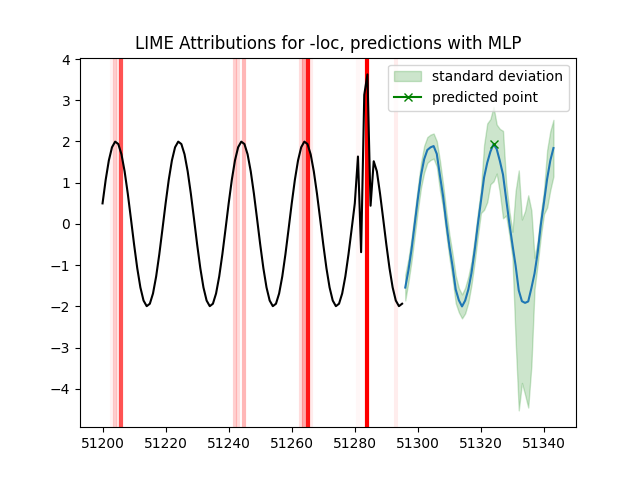 LIME Attributions for -loc, predictions with MLP
standard deviation
predicted point
4
3
2
1
0
−1
−2
−3
−4
51200 51220 51240 51260 51280 51300 51320 51340